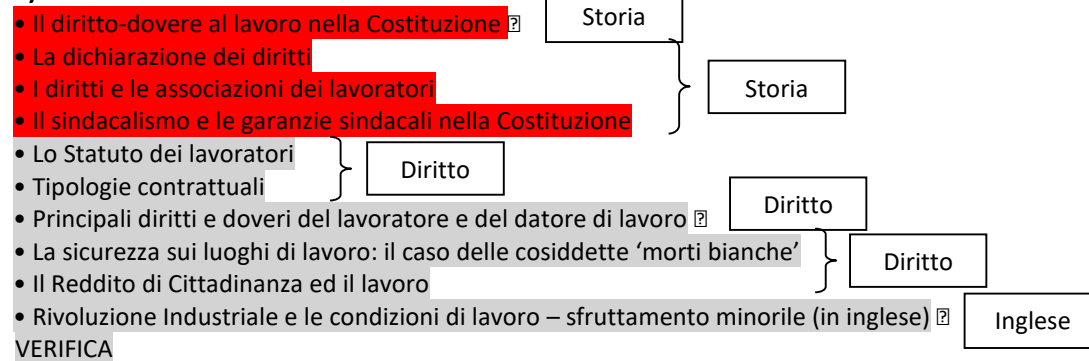 • Il diritto-dovere al lavoro nella Costituzione Storia
• La dichiarazione dei diritti
• I diritti e le associazioni dei lavoratori Storia
• Il sindacalismo e le garanzie sindacali nella Costituzione
• Lo Statuto dei lavoratori Diritto
• Tipologie contrattuali
• Principali diritti e doveri del lavoratore e del datore di lavoro Diritto
• La sicurezza sui luoghi di lavoro: il caso delle cosiddette ‘morti bianche’ Diritto
• Il Reddito di Cittadinanza ed il lavoro
• Rivoluzione Industriale e le condizioni di lavoro – sfruttamento minorile (in inglese) Inglese
VERIFICA